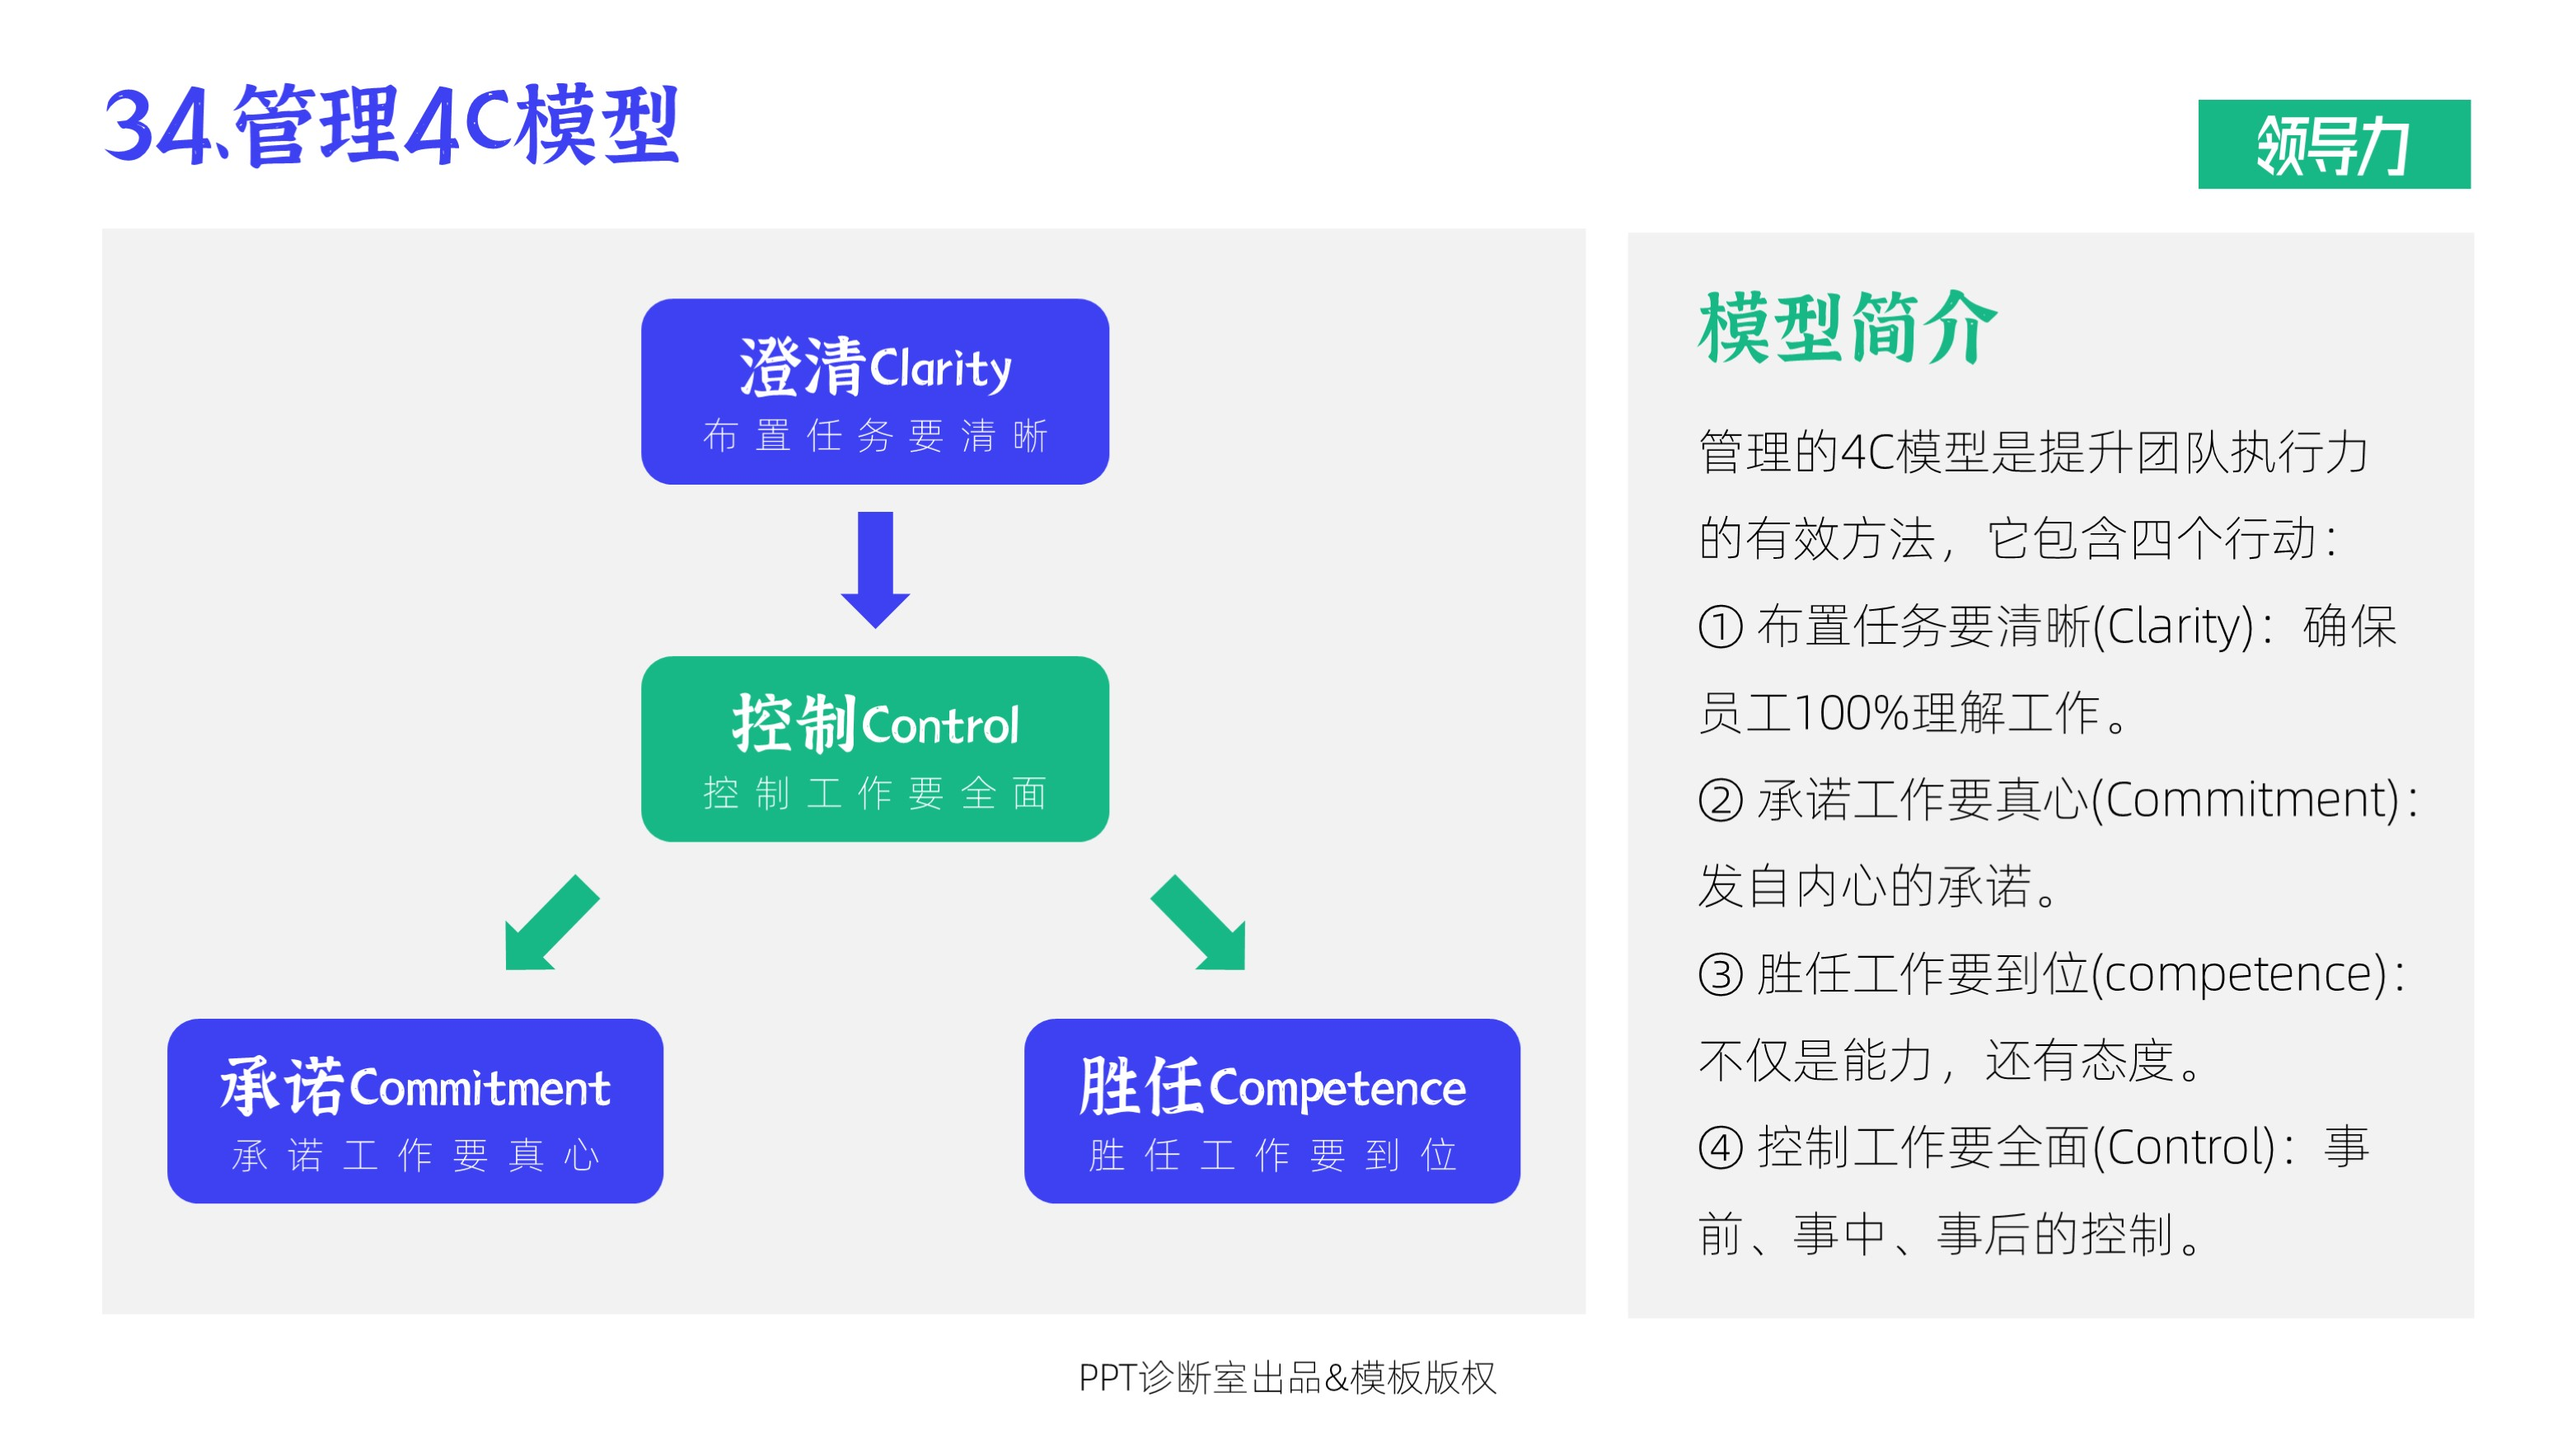 34.管理4C模型
领导力
澄清Clarity
布置任务要清晰
控制Control
控制工作要全面
承诺Commitment
承诺工作要真心
胜任Competence
胜任工作要到位
模型简介
管理的4C模型是提升团队执行力
的有效方法，它包含四个行动：
① 布置任务要清晰(Clarity)：确保
员工100%理解工作。
② 承诺工作要真心(Commitment)：
发自内心的承诺。
③ 胜任工作要到位(competence)：
不仅是能力，还有态度。
④ 控制工作要全面(Control)：事
前、事中、事后的控制。
PPT诊断室出品&模板版权